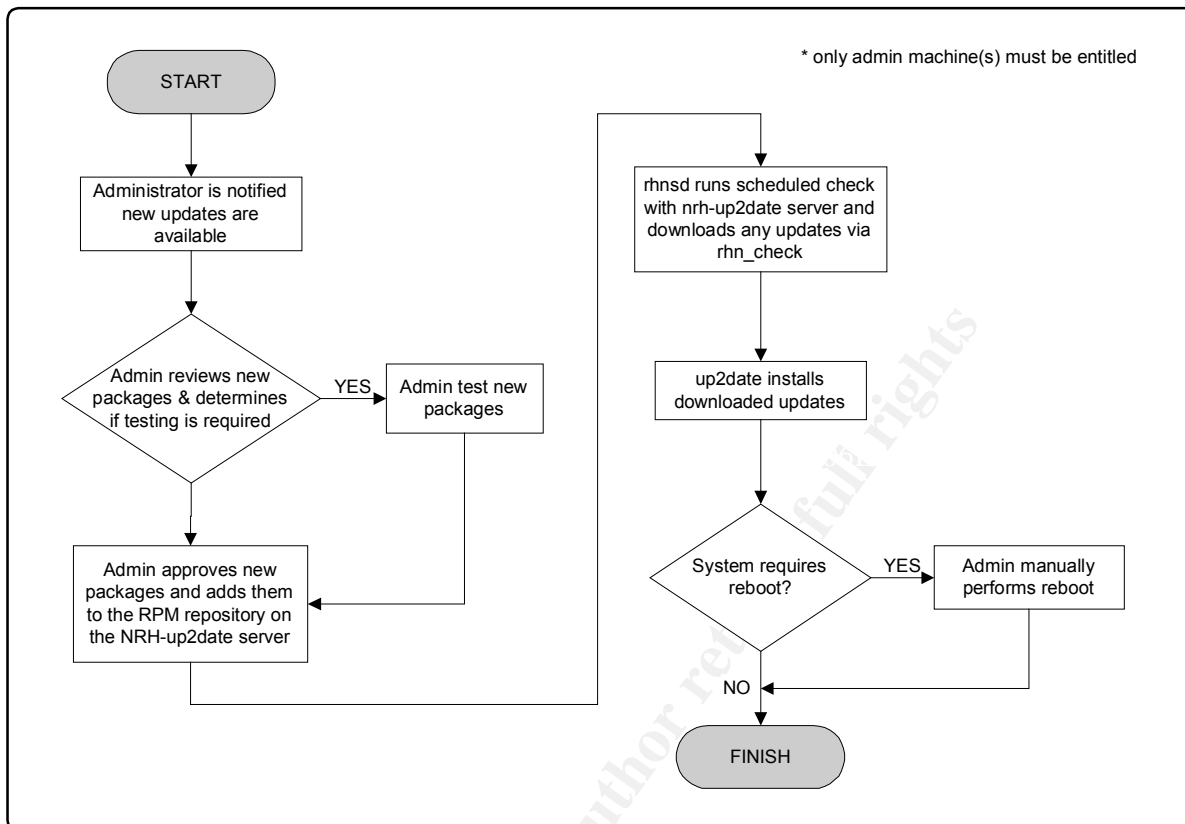 * only admin machine(s) must be entitled
START
Administrator is notified
new updates are
available
Admin reviews new
packages & determines
if testing is required
YES
Admin test new
packages
Admin approves new
packages and adds them
to the RPM repository on
the NRH-up2date server
rhnsd runs scheduled check
with nrh-up2date server and
downloads any updates via
rhn_check
up2date installs
downloaded updates
System requires
reboot?
YES
Admin manually
performs reboot
NO
FINISH
full rights